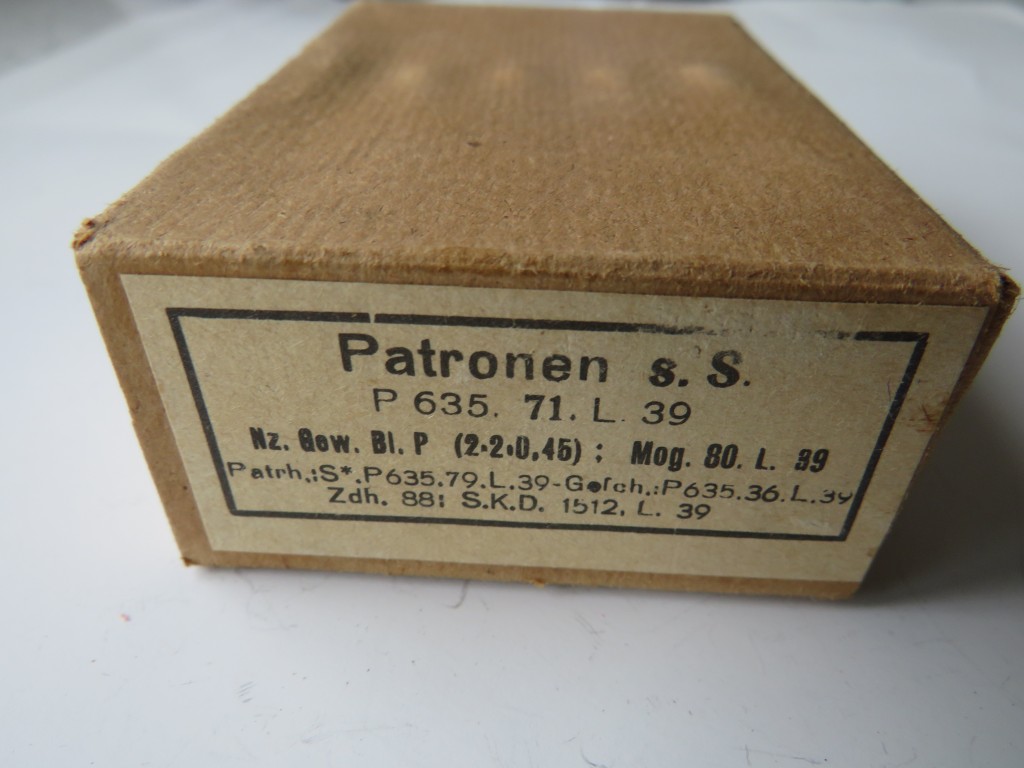 Patronen s. S.
P 635. 71. L. 39
Nz. Gew. Bl. P (2·2·0,45) ; Mog. 80. L. 39
Patrh.:S*.P635.79.L.39-Geſch.:P635.36.L.39
Zdh. 88: S.K.D. 1512. L. 39